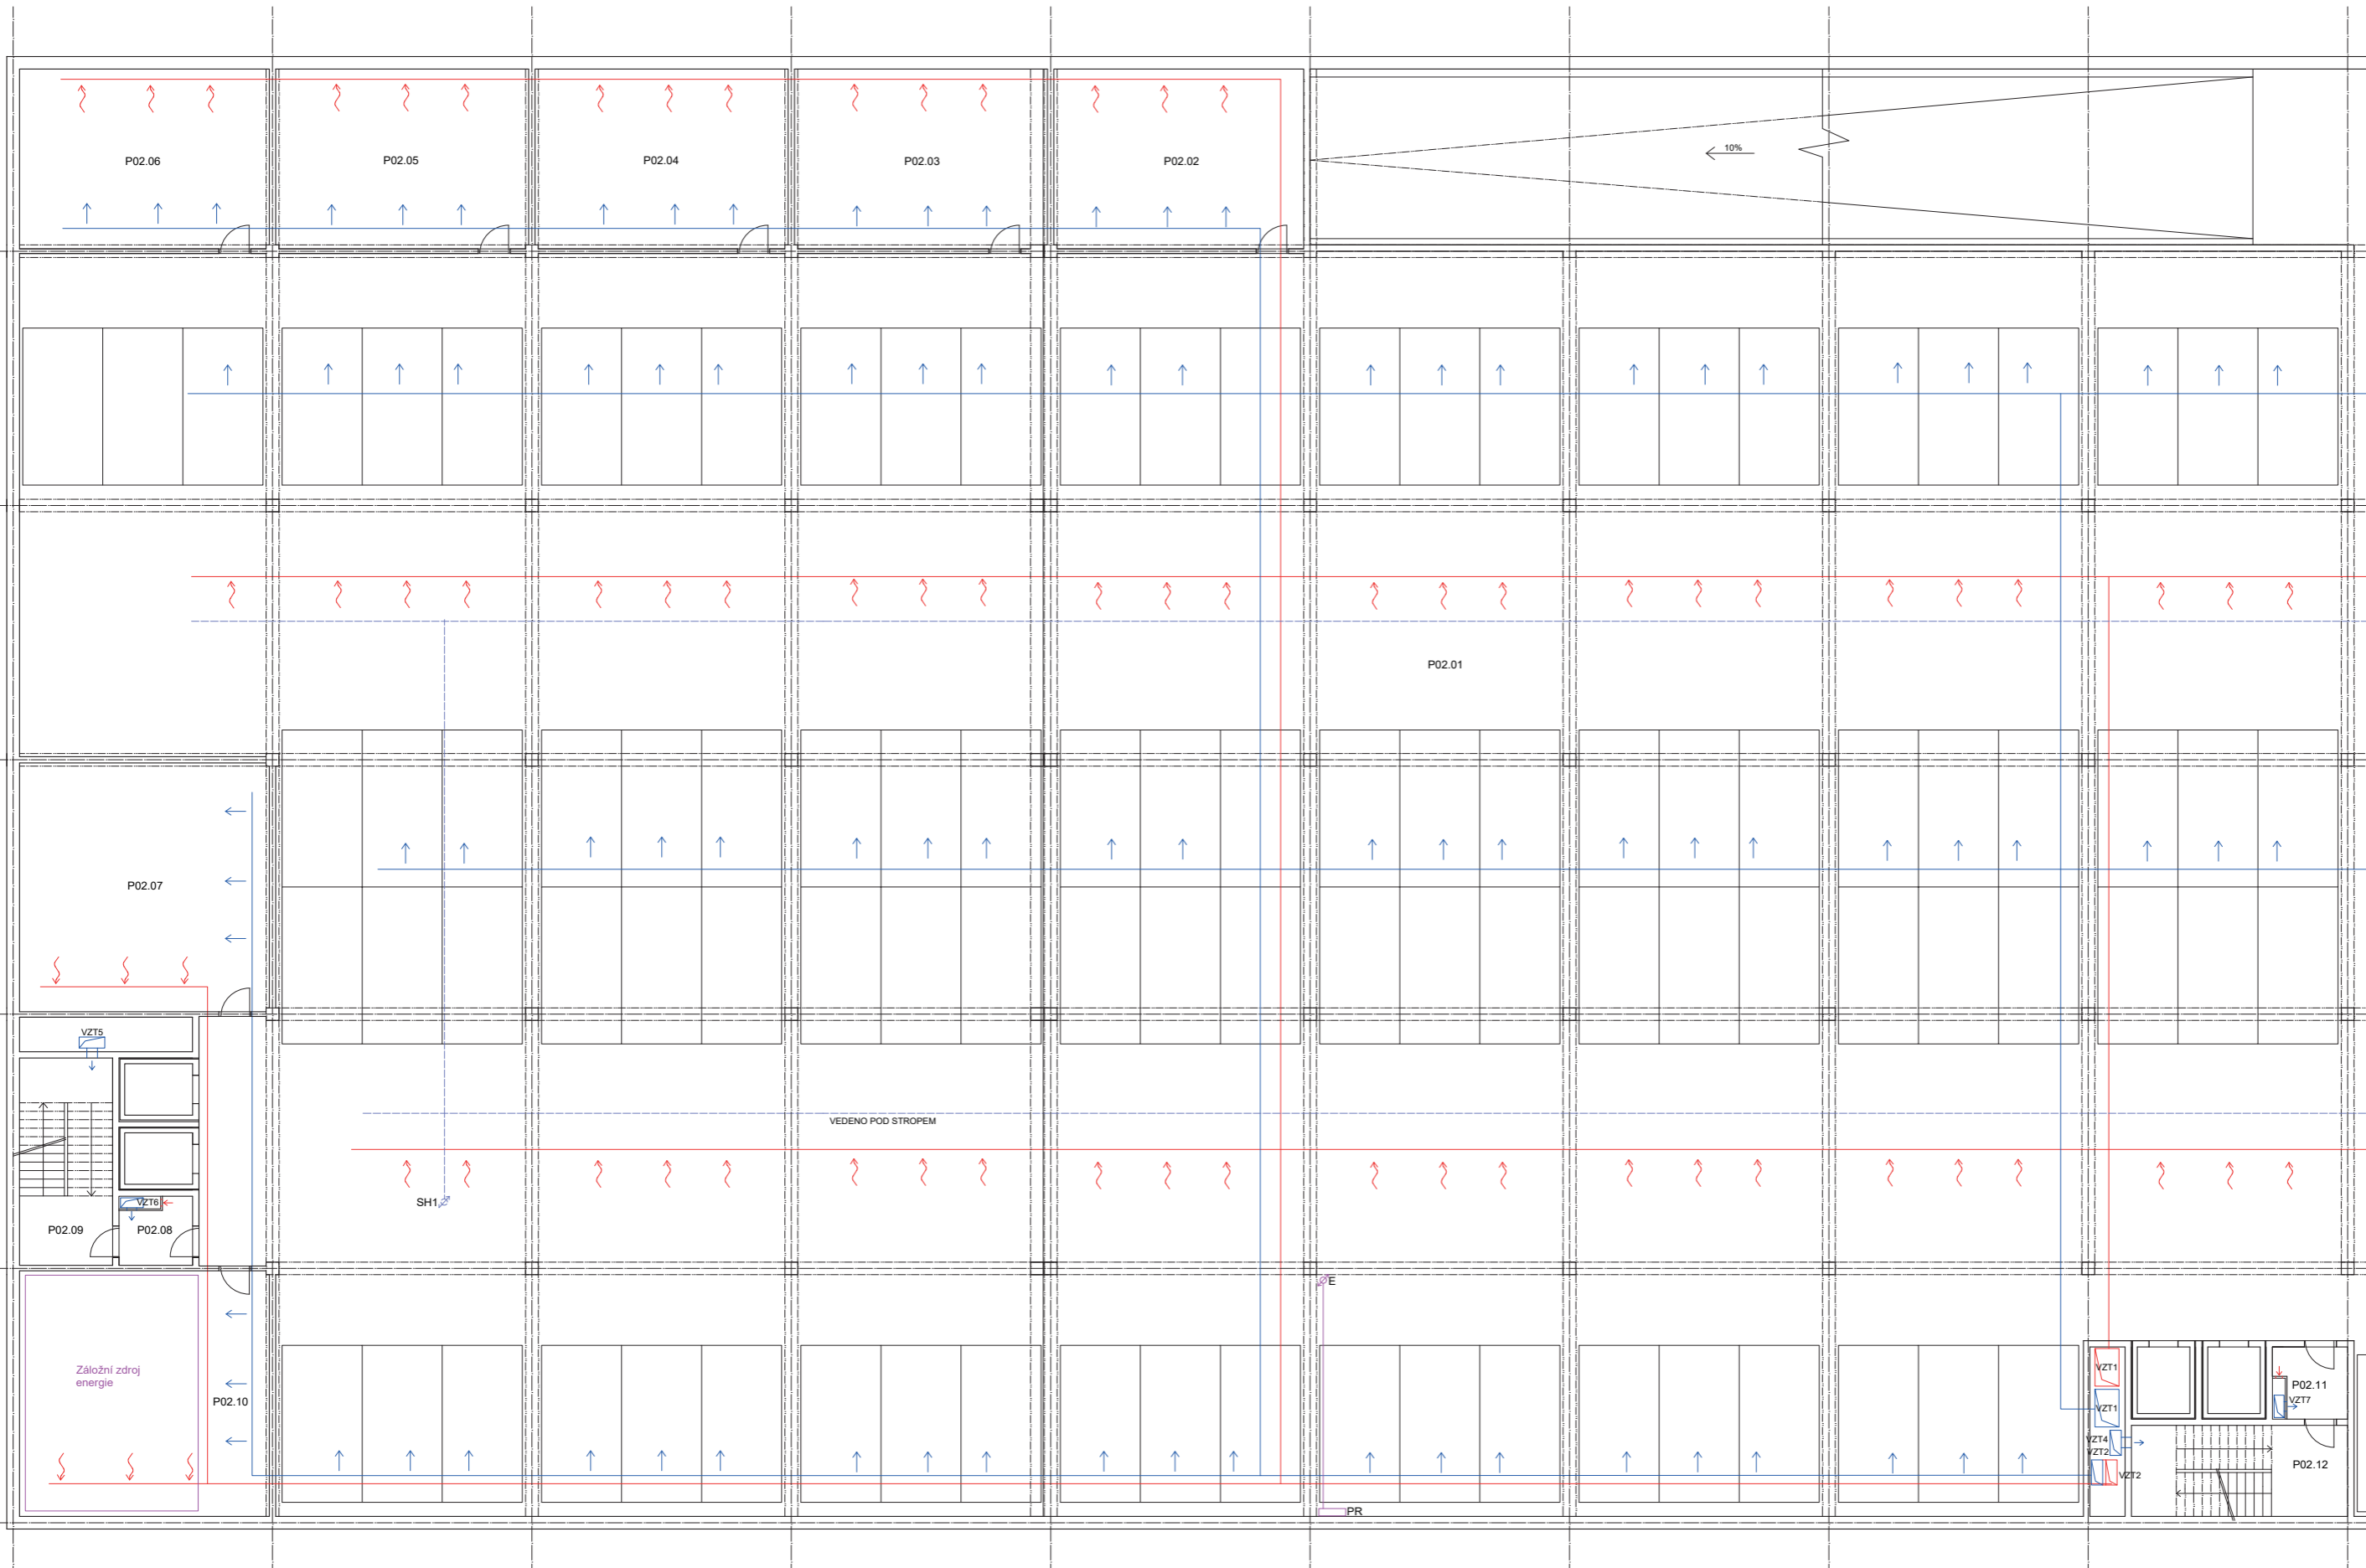 P02.06
P02.05
P02.04
P02.03
P02.02
10%
P02.01
P02.07
VZT5
VEDENO POD STROPEM
SH1
VZT6
P02.09
P02.08
E
Záložní zdroj
energie
P02.10
VZT1
P02.11
VZT7
VZT1
VZT4
VZT2
P02.12
VZT2
PR